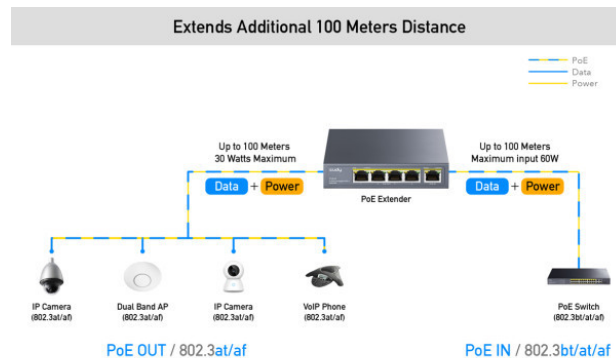 Extends Additional 100 Meters Distance
PoE
Data
Power
Up to 100 Meters
30 Watts Maximum
Data + Power
PoE Extender
Up to 100 Meters
Maximum input 60W
Data + Power
IP Camera
(802.3at/af)
Dual Band AP
(802.3at/af)
IP Camera
(802.3at/af)
VoIP Phone
(802.3at/af)
PoE Switch
(802.3bt/at/af)
PoE OUT / 802.3at/af
PoE IN / 802.3bt/at/af